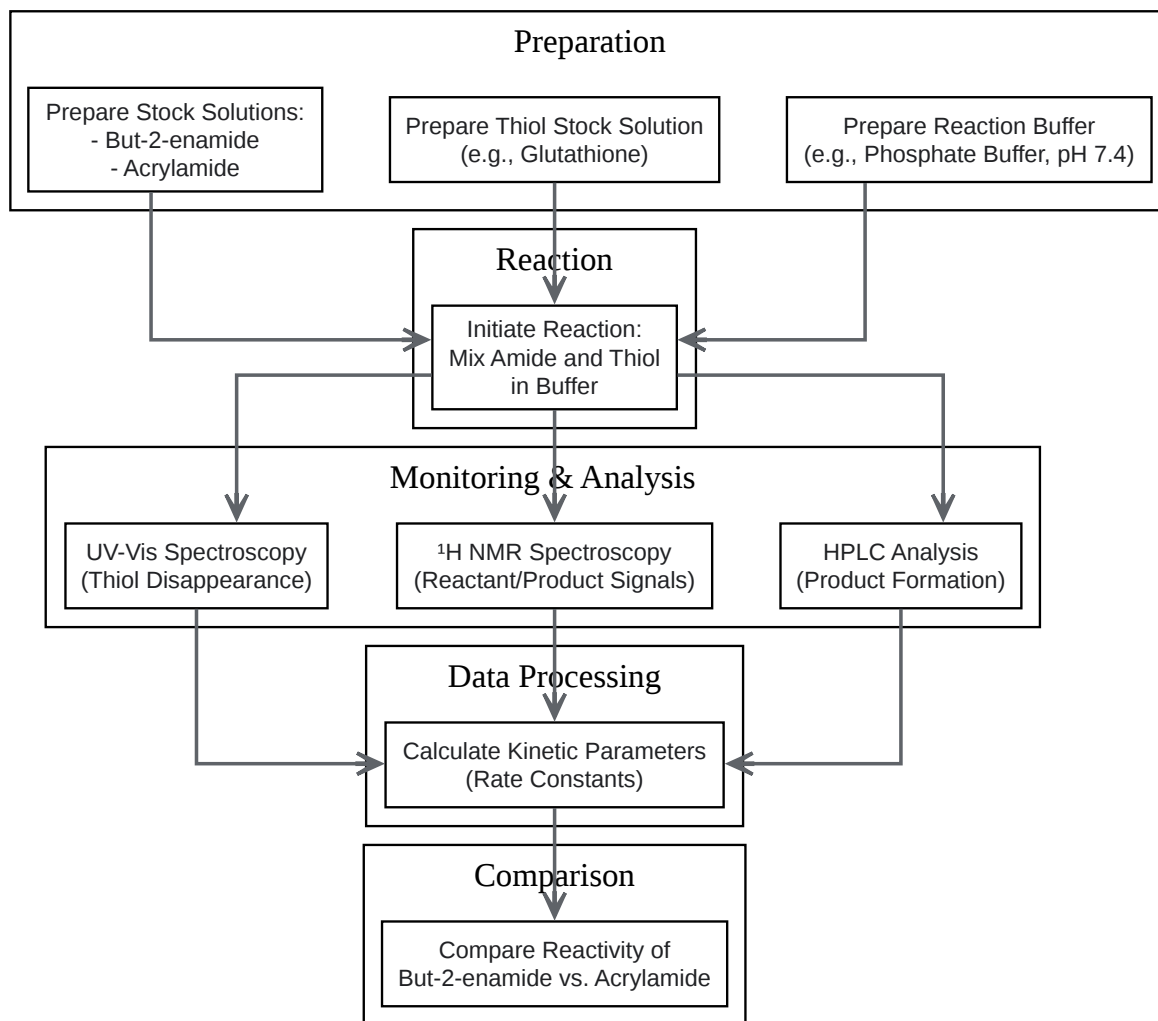 Preparation
Prepare Stock Solutions:
- But-2-enamide
- Acrylamide
Prepare Thiol Stock Solution
(e.g., Glutathione)
Prepare Reaction Buffer
(e.g., Phosphate Buffer, pH 7.4)
Reaction
Initiate Reaction:
Mix Amide and Thiol
in Buffer
Monitoring & Analysis
UV-Vis Spectroscopy
(Thiol Disappearance)
¹H NMR Spectroscopy
(Reactant/Product Signals)
HPLC Analysis
(Product Formation)
Data Processing
Calculate Kinetic Parameters
(Rate Constants)
Comparison
Compare Reactivity of
But-2-enamide vs. Acrylamide